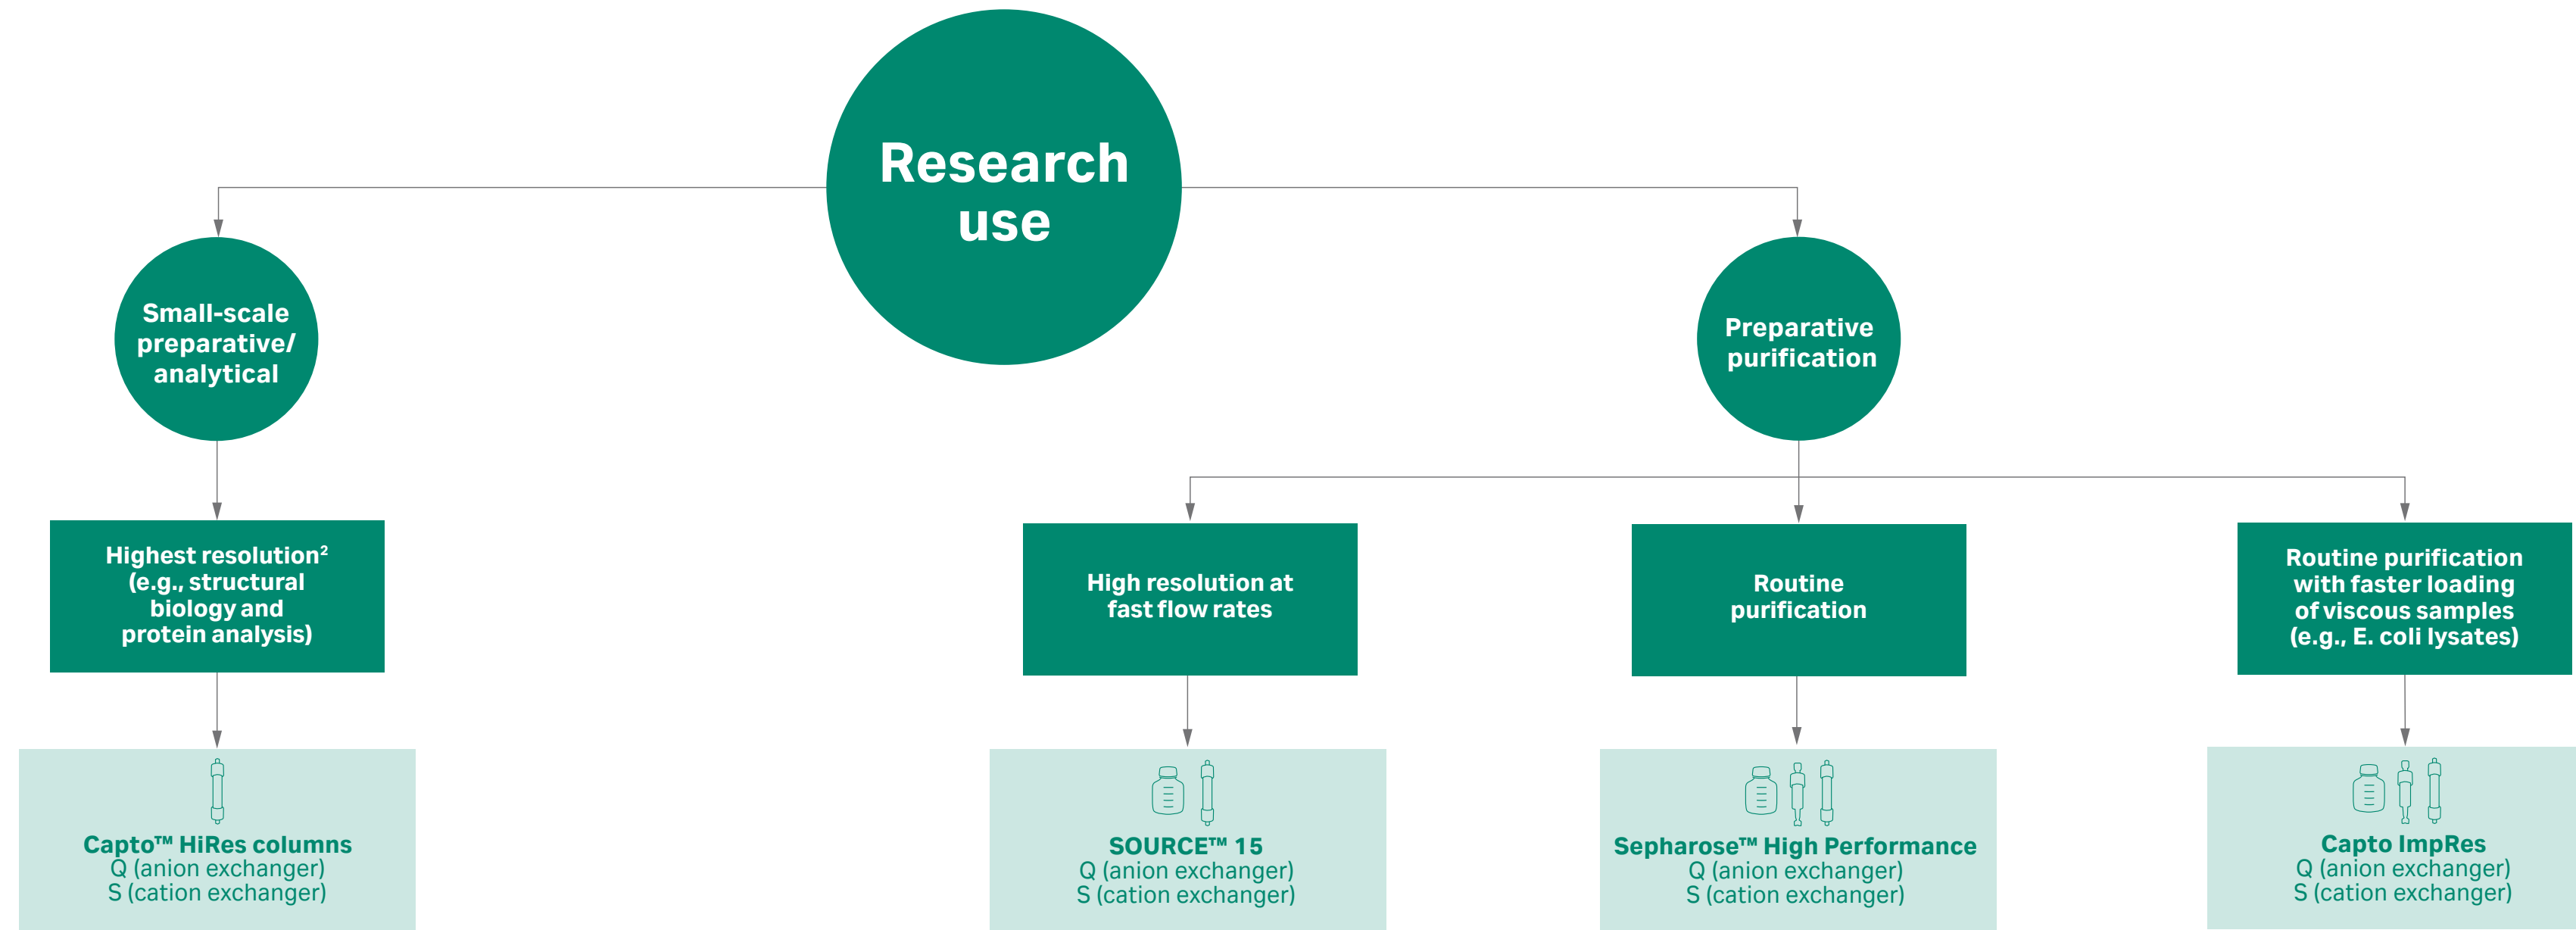 Research
use
Small-scale
preparative/
analytical
Preparative
purification
Highest resolution²
(e.g., structural
biology and
protein analysis)
High resolution at
fast flow rates
Routine
purification
Routine purification
with faster loading
of viscous samples
(e.g., E. coli lysates)
Capto™ HiRes columns
Q (anion exchanger)
S (cation exchanger)
SOURCE™ 15
Q (anion exchanger)
S (cation exchanger)
Sepharose™ High Performance
Q (anion exchanger)
S (cation exchanger)
Capto ImpRes
Q (anion exchanger)
S (cation exchanger)